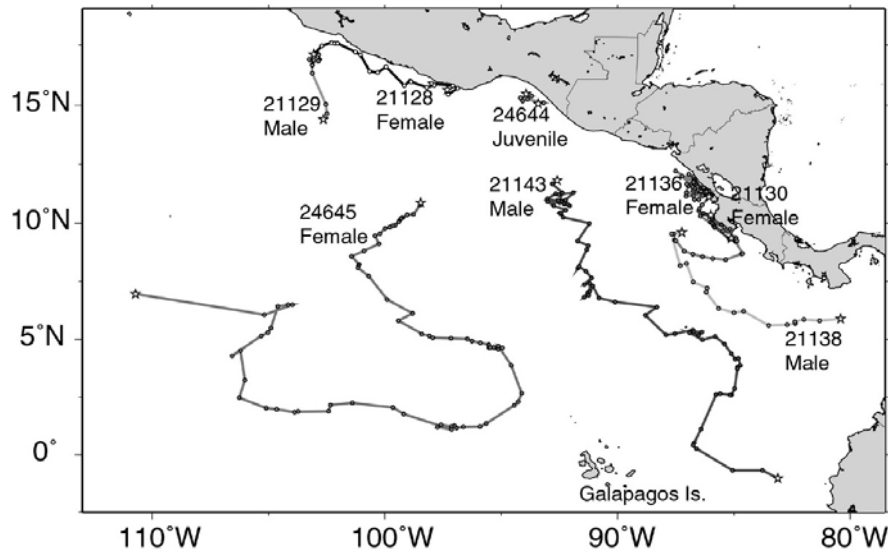 15°N
10°N
5°N
0°
21129
Male
21128
Female
24644
Juvenile
24645
Female
21143
Male
21136
Female
21130
Female
21138
Male
Galapagos Is.
110°W
100°W
90°W
80°W